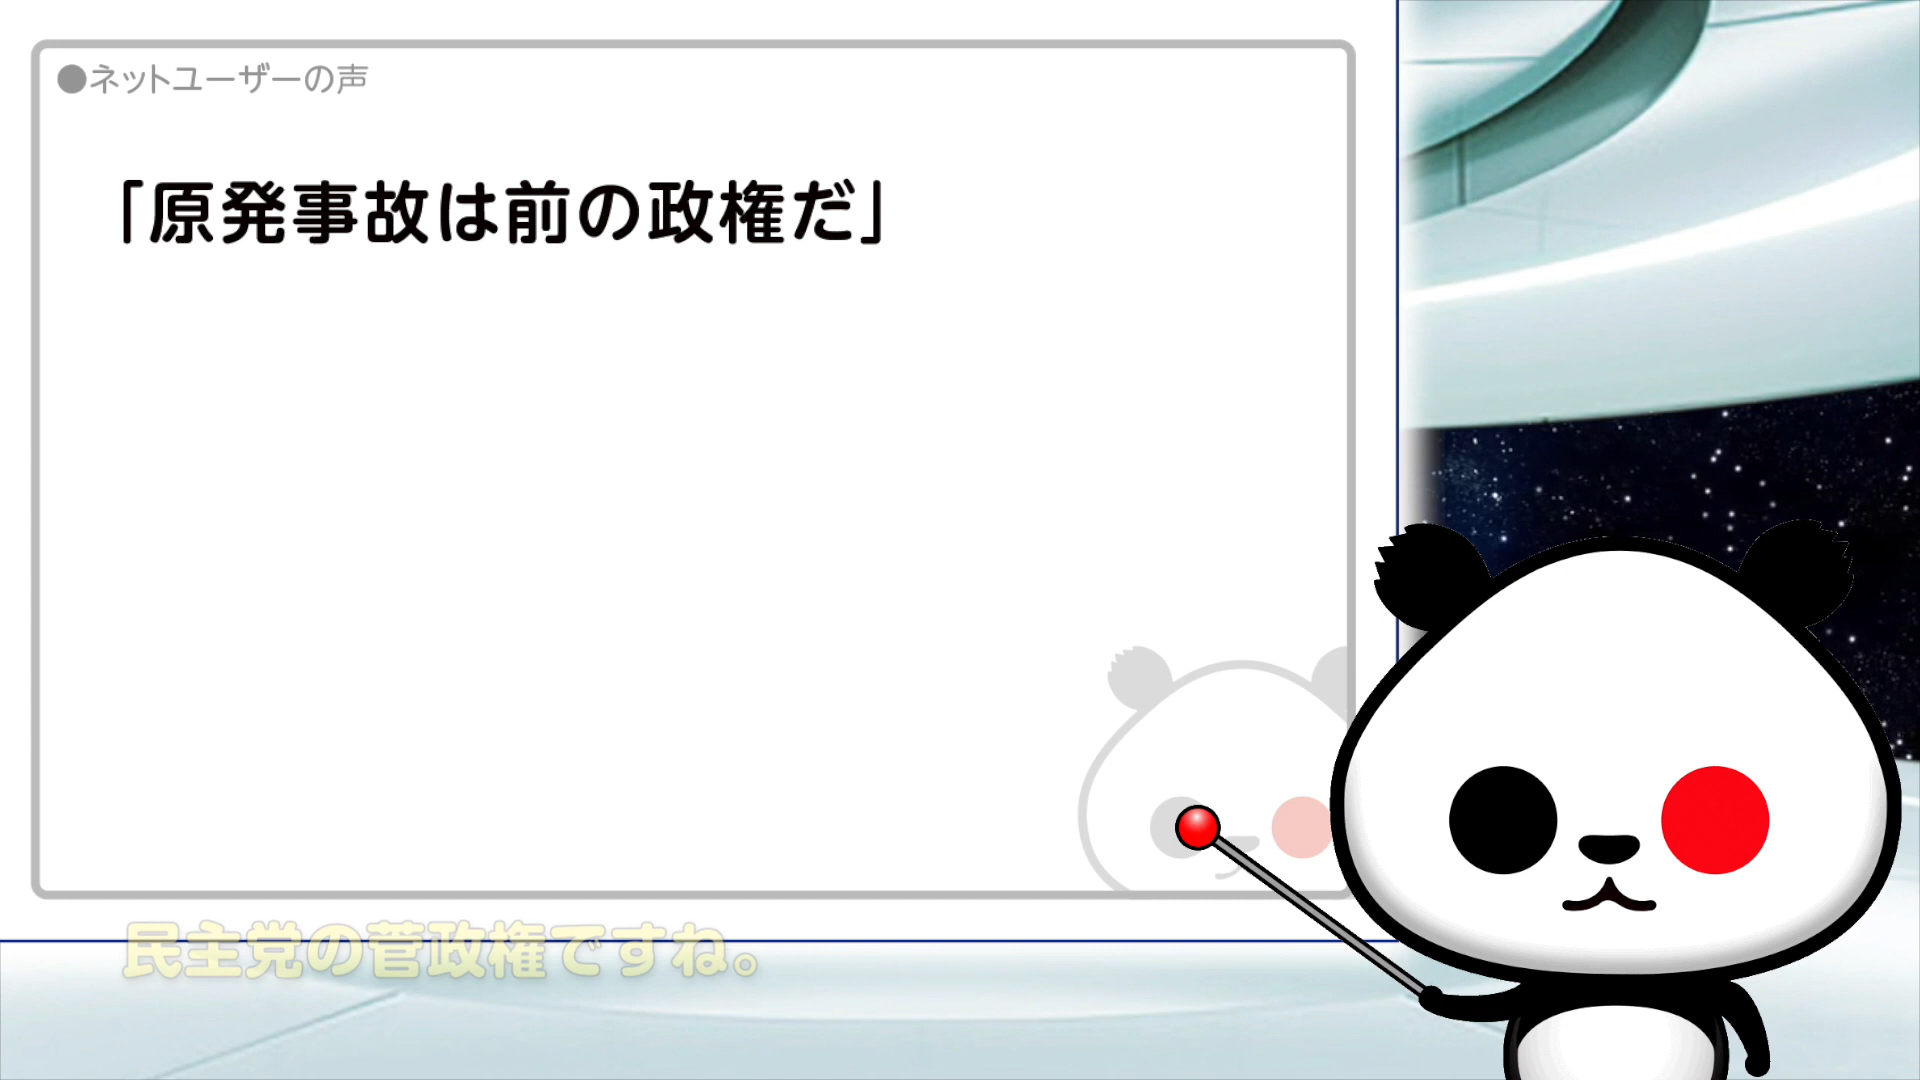 ●ネットユーザーの声
「原発事故は前の政権だ」
民主党の菅政権ですね。